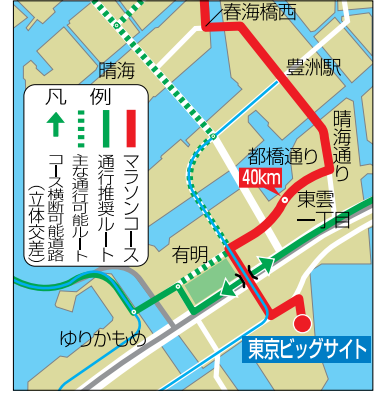 春海橋西
晴海
豊洲駅
凡例
マラソンコース
通行推奨ルート
主な通行可能ルート
コース横断可能道路
(立体交差)
晴海通り
都橋通り
40km
東雲
一丁目
有明
ゆりかもめ
東京ビッグサイト